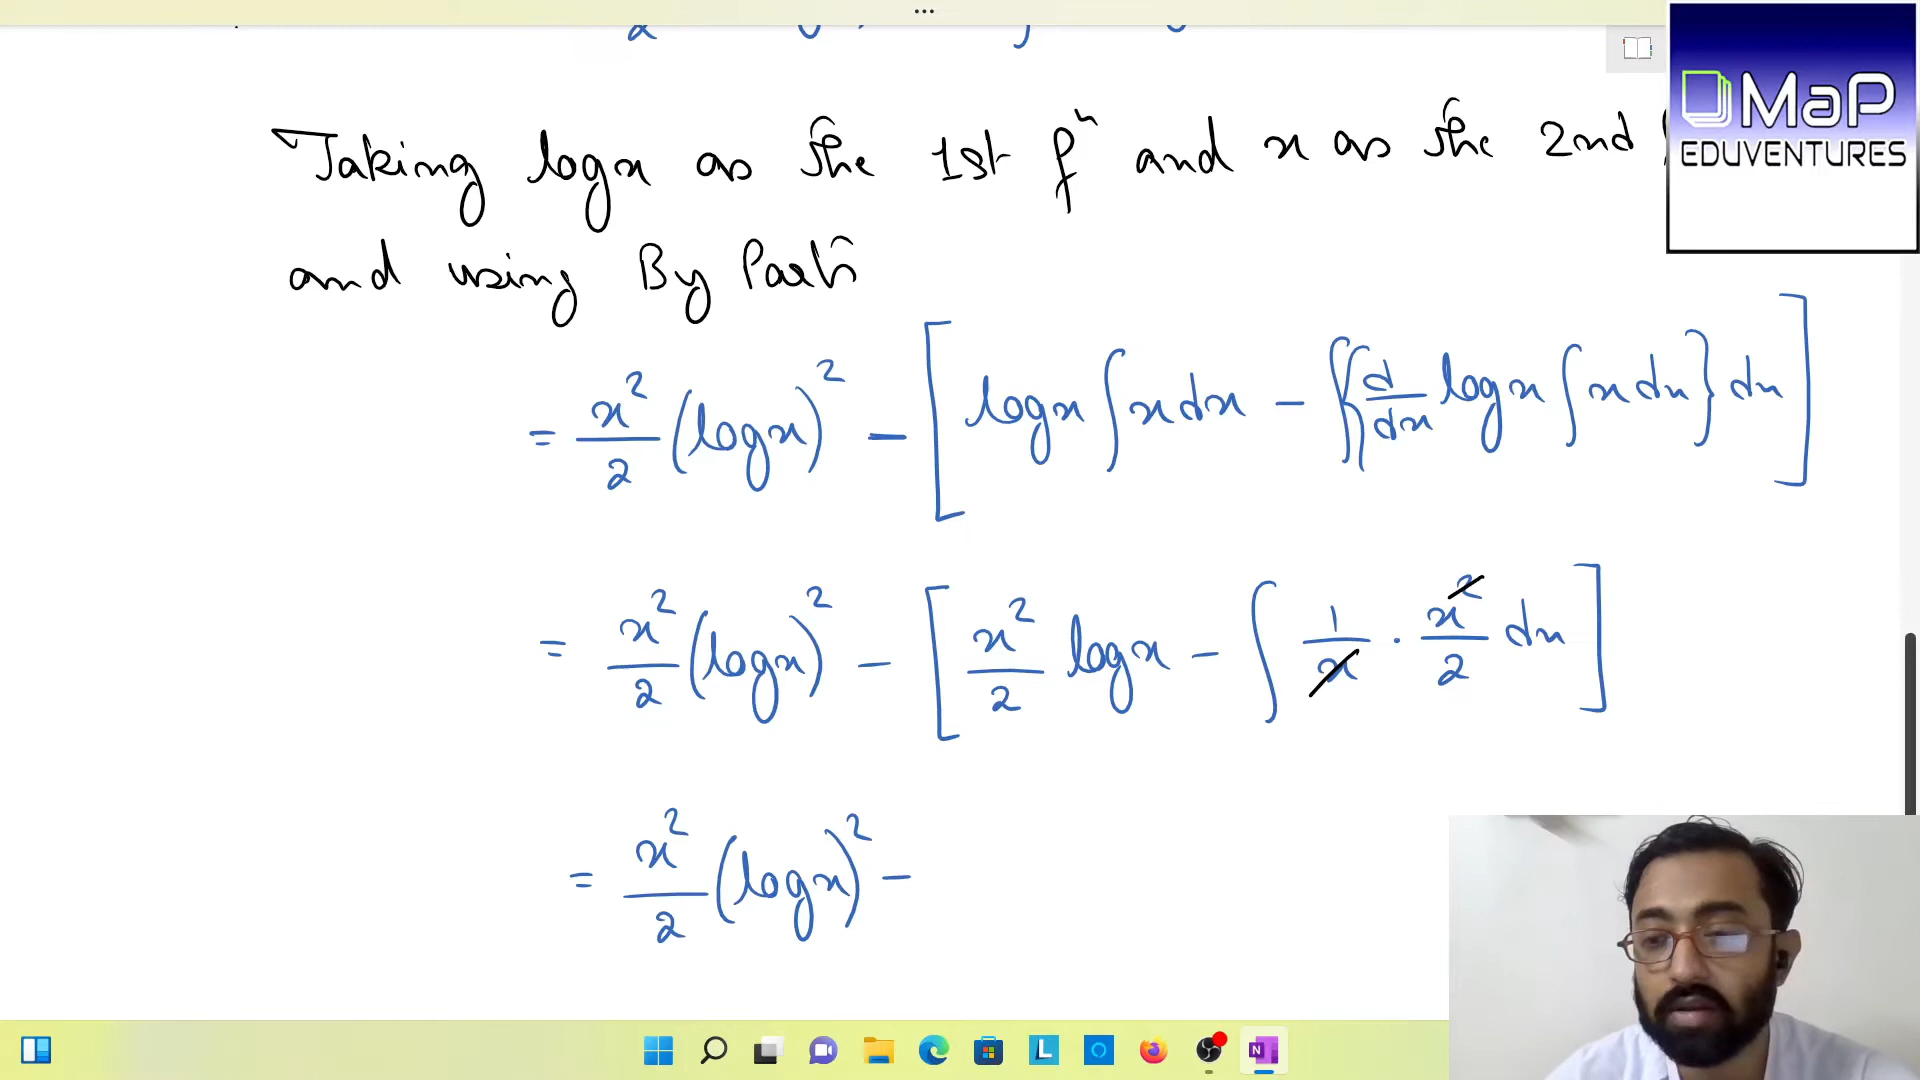 Taking logx as the 1st fⁿ and x as the 2nd
and using By Parts
= x²/2 (logx)² - [logx ∫x dx - ∫{d/dx logx ∫x dx} dx]
= x²/2 (logx)² - [x²/2 logx - ∫ 1/x · x²/2 dx]
= x²/2 (logx)² -
MaP
EDUVENTURES